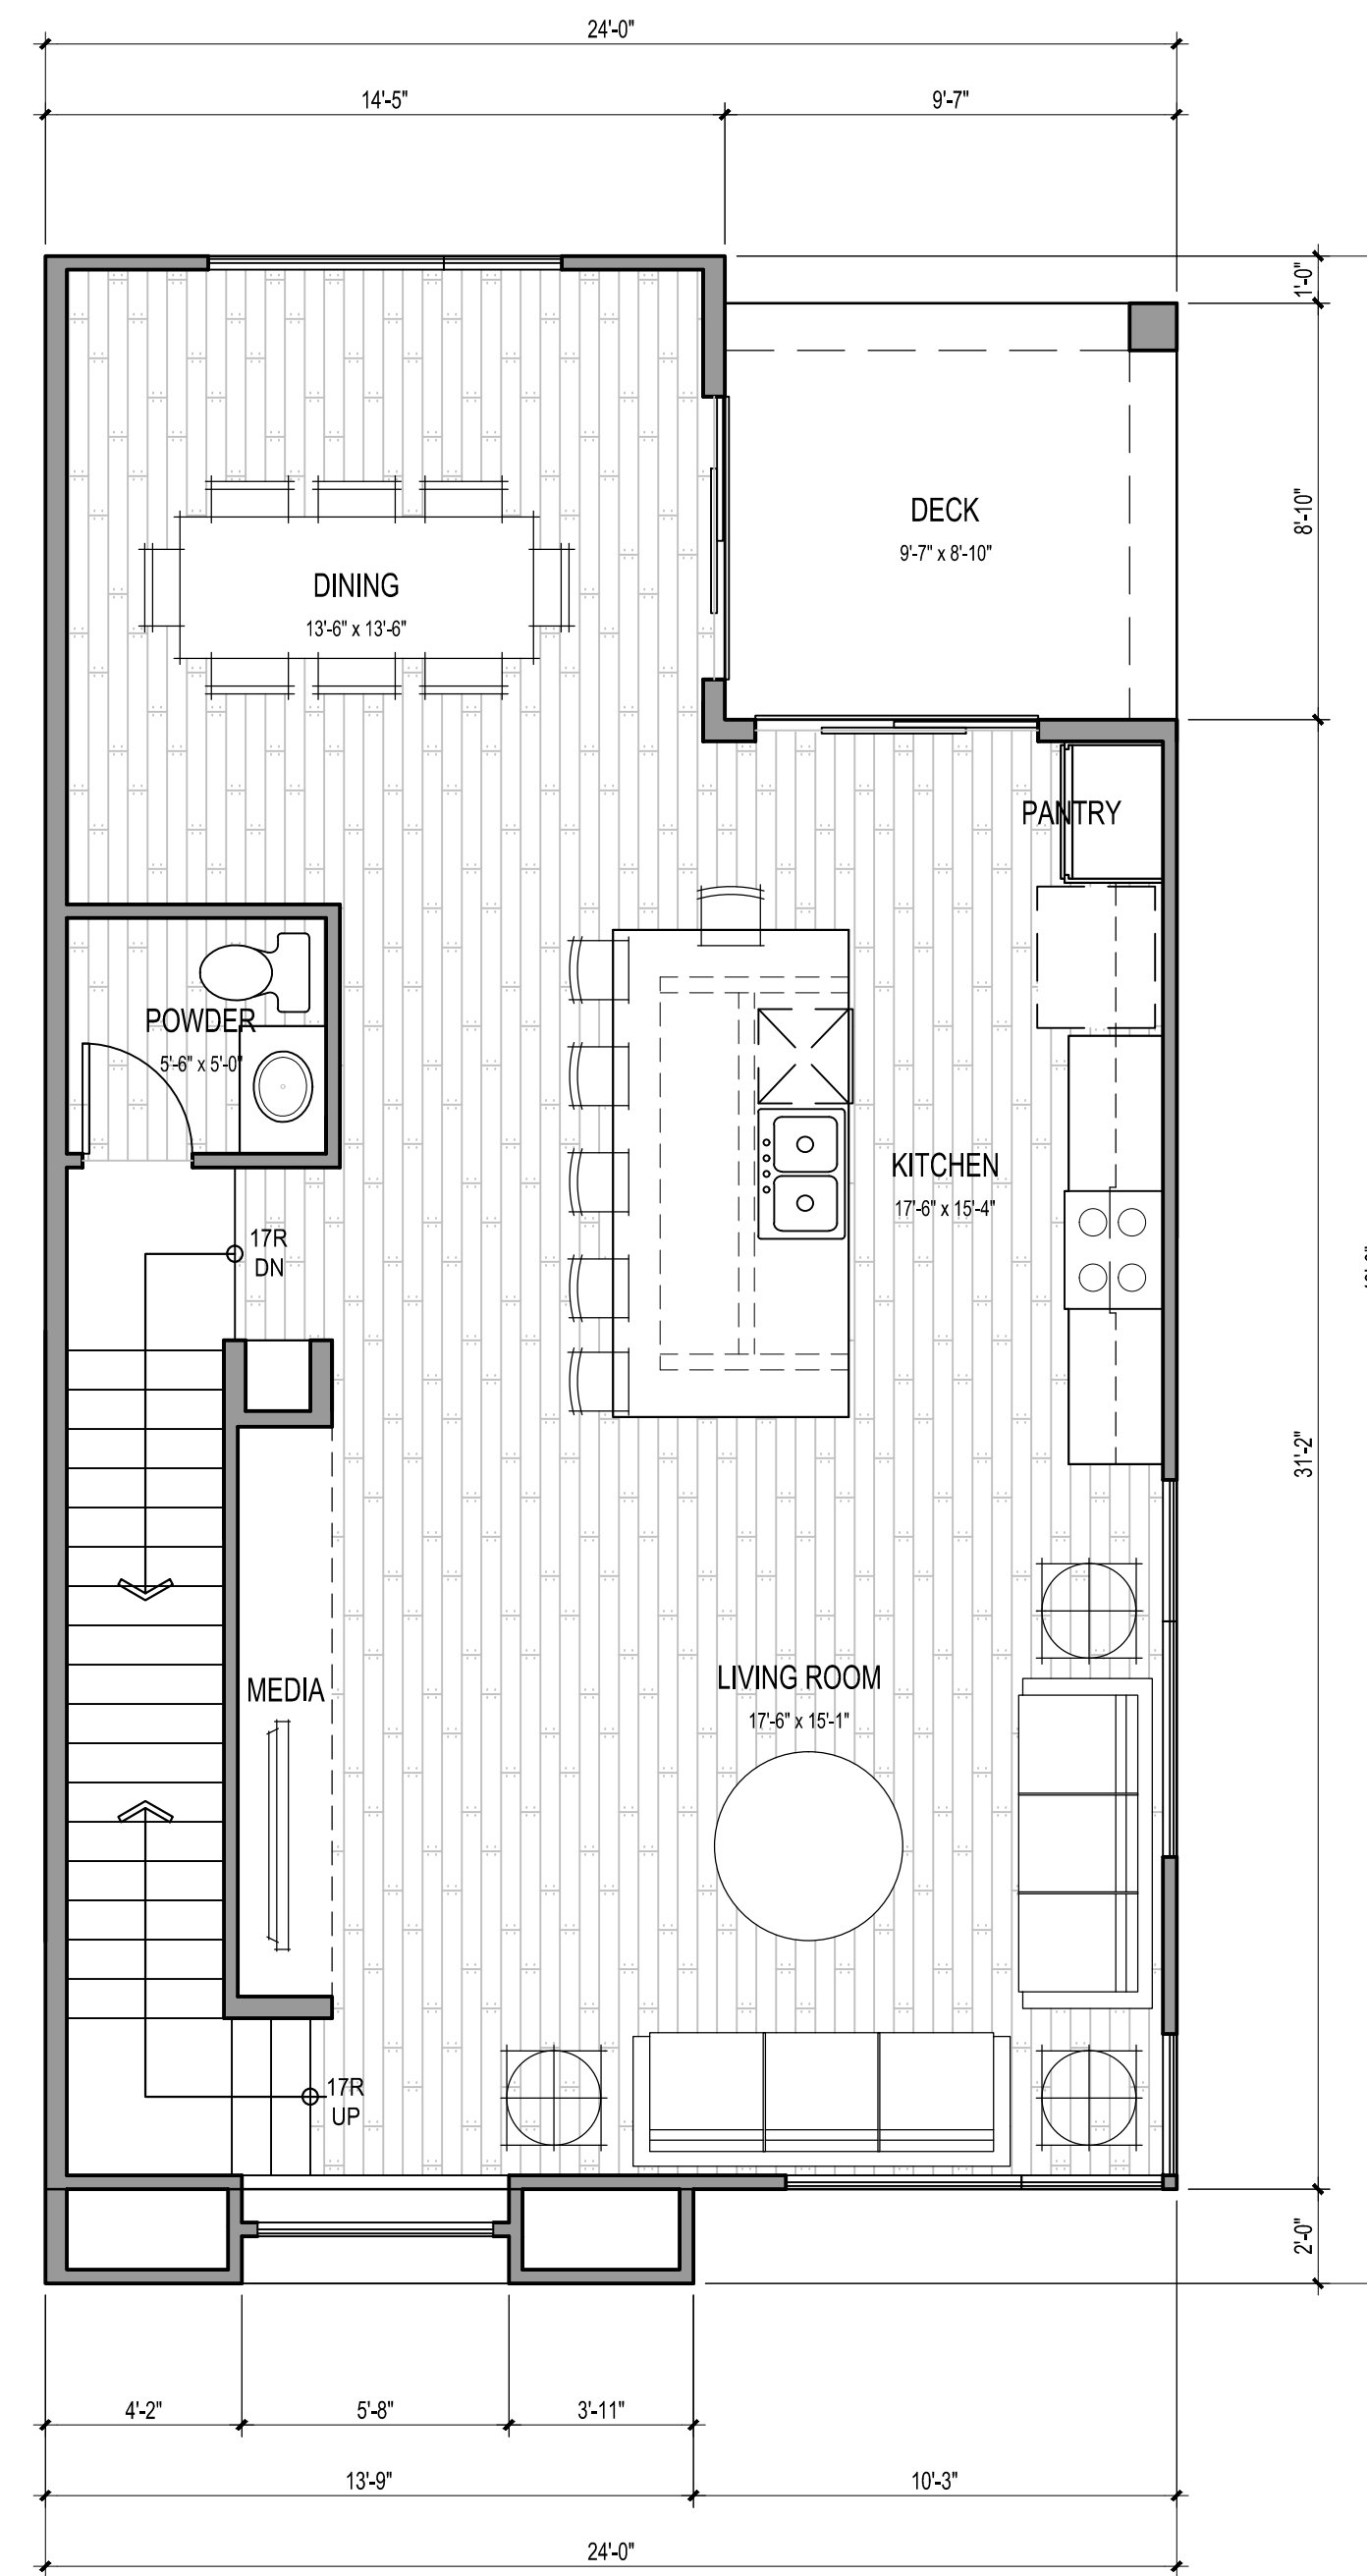 24'-0"
14'-5"
9'-7"
1'-0"
DECK
9'-7" x 8'-10"
8'-10"
DINING
13'-6" x 13'-6"
PANTRY
POWDER
5'-6" x 5'-0"
KITCHEN
17'-6" x 15'-4"
17R
DN
31'-2"
MEDIA
LIVING ROOM
17'-6" x 15'-1"
17R
UP
2'-0"
4'-2"
5'-8"
3'-11"
13'-9"
10'-3"
24'-0"